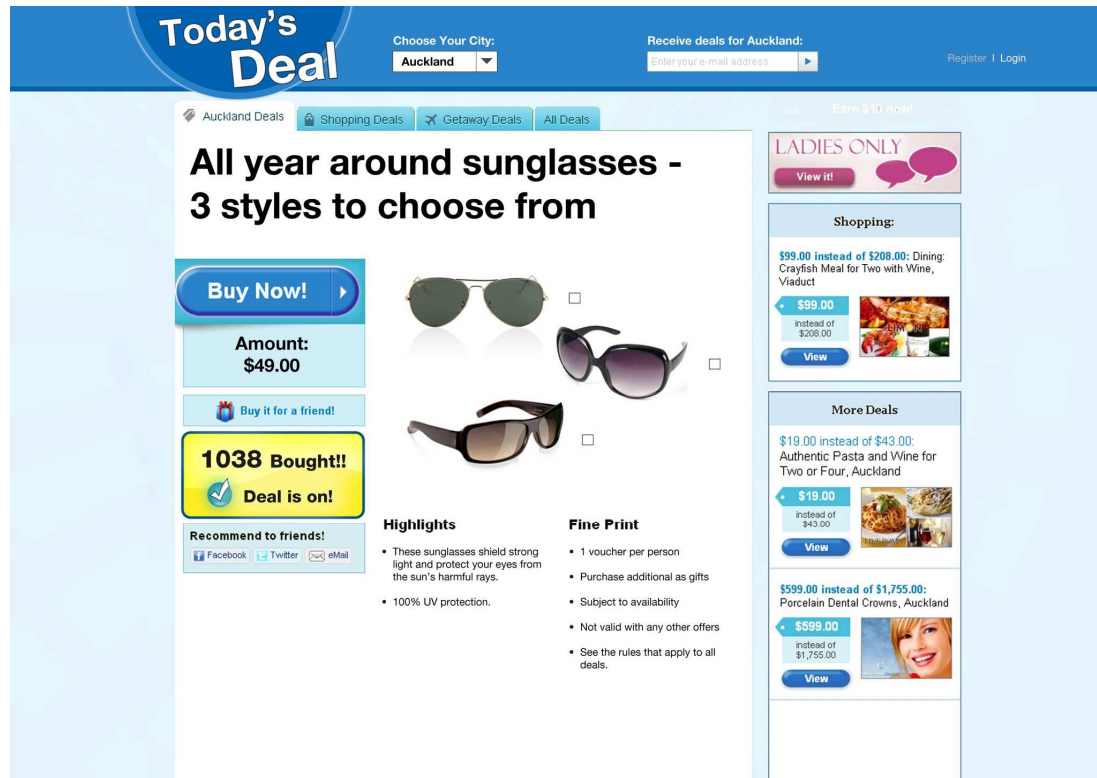 Today's
Deal
Choose Your City:
Auckland
Receive deals for Auckland:
Enter your e-mail address
Register | Login
Auckland Deals
Shopping Deals
Getaway Deals
All Deals
Earn $10 now!
All year around sunglasses -
3 styles to choose from
Buy Now!
Amount:
$49.00
Buy it for a friend!
1038 Bought!!
Deal is on!
Recommend to friends!
Facebook
Twitter
eMail
Highlights
• These sunglasses shield strong
light and protect your eyes from
the sun's harmful rays.
• 100% UV protection.
Fine Print
• 1 voucher per person
• Purchase additional as gifts
• Subject to availability
• Not valid with any other offers
• See the rules that apply to all
deals.
LADIES ONLY
View it!
Shopping:
$99.00 instead of $208.00: Dining:
Crayfish Meal for Two with Wine,
Viaduct
$99.00
instead of
$208.00
View
LIMON
More Deals
$19.00 instead of $43.00:
Authentic Pasta and Wine for
Two or Four, Auckland
$19.00
instead of
$43.00
View
$599.00 instead of $1,755.00:
Porcelain Dental Crowns, Auckland
$599.00
instead of
$1,755.00
View